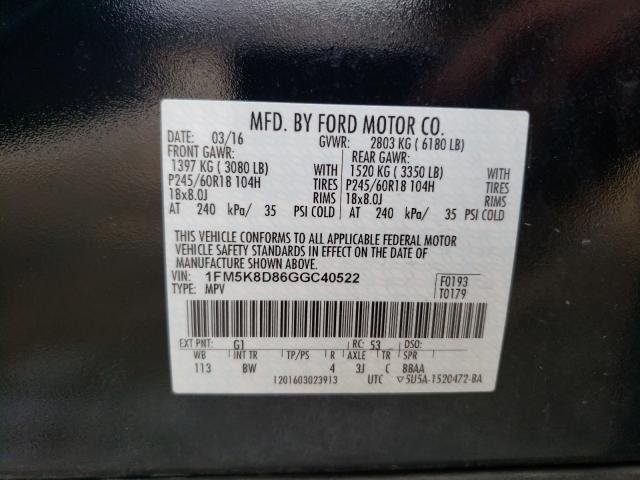 MFD. BY FORD MOTOR CO.
DATE: 03/16 GVWR: 2803 KG ( 6180 LB)
FRONT GAWR: REAR GAWR:
1397 KG ( 3080 LB) WITH 1520 KG ( 3350 LB) WITH
P245/60R18 104H TIRES P245/60R18 104H TIRES
18x8.0J RIMS 18x8.0J RIMS
AT 240 kPa/ 35 PSI COLD AT 240 kPa/ 35 PSI COLD
THIS VEHICLE CONFORMS TO ALL APPLICABLE FEDERAL MOTOR
VEHICLE SAFETY STANDARDS IN EFFECT ON THE DATE OF
MANUFACTURE SHOWN ABOVE.
VIN: 1FM5K8D86GGC40522 F0193
TYPE: MPV T0179
EXT PNT: G1 RC: 53 DSO:
WB INT TR TP/PS R AXLE TR SPR
113 BW 4 3J C BBAA
1201603023913 UTC ▽5U5A-1520472-BA